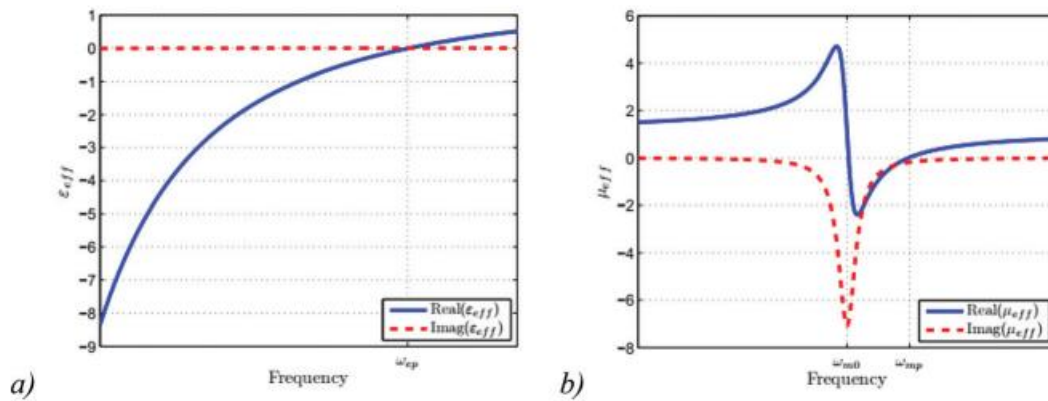 1
0
-1
-2
-3
-4
-5
-6
-7
-8
-9
ε_eff
Real(ε_eff)
Imag(ε_eff)
ω_ep
Frequency
a)
6
4
2
0
-2
-4
-6
-8
μ_eff
Real(μ_eff)
Imag(μ_eff)
ω_m0
ω_mp
Frequency
b)